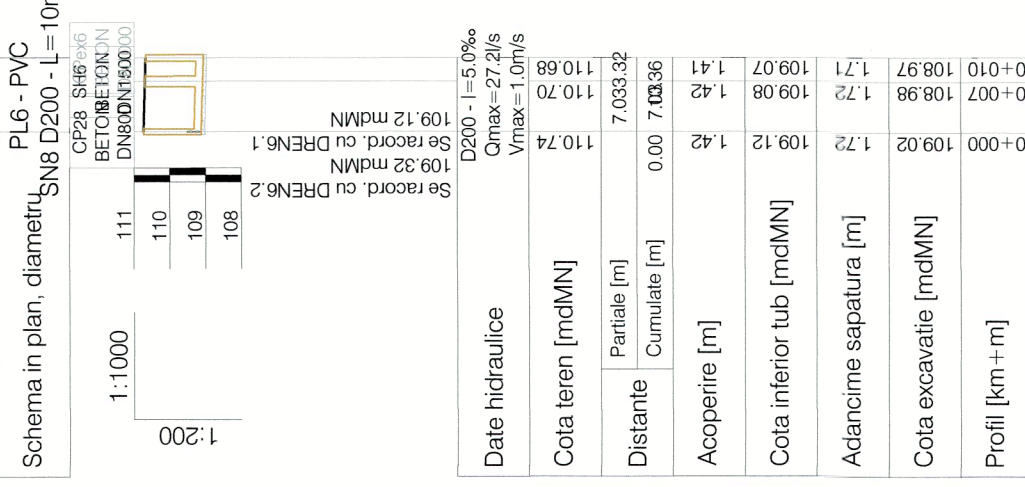 PL6 - PVC
Schema in plan, diametru
SN8 D200 - L=10m
CP28
BETON
DN800
SH6
BETON
DN1500
111
110
109
108
1:1000
1:200
Se racord. cu DREN6.2
109.32 mdMN
Se racord. cu DREN6.1
109.12 mdMN
Date hidraulice
D200 - I=5.0‰
Qmax=27.2l/s
Vmax=1.0m/s
Cota teren [mdMN] 110.74 110.70 110.68
Distante
Partiale [m] 7.03 3.32
Cumulate [m] 0.00
Acoperire [m] 1.42 1.42 1.41
Cota inferior tub [mdMN] 109.12 109.08 109.07
Adancime sapatura [m] 1.72 1.72 1.71
Cota excavatie [mdMN] 109.02 108.98 108.97
Profil [km+m] 0+000 0+007 0+010